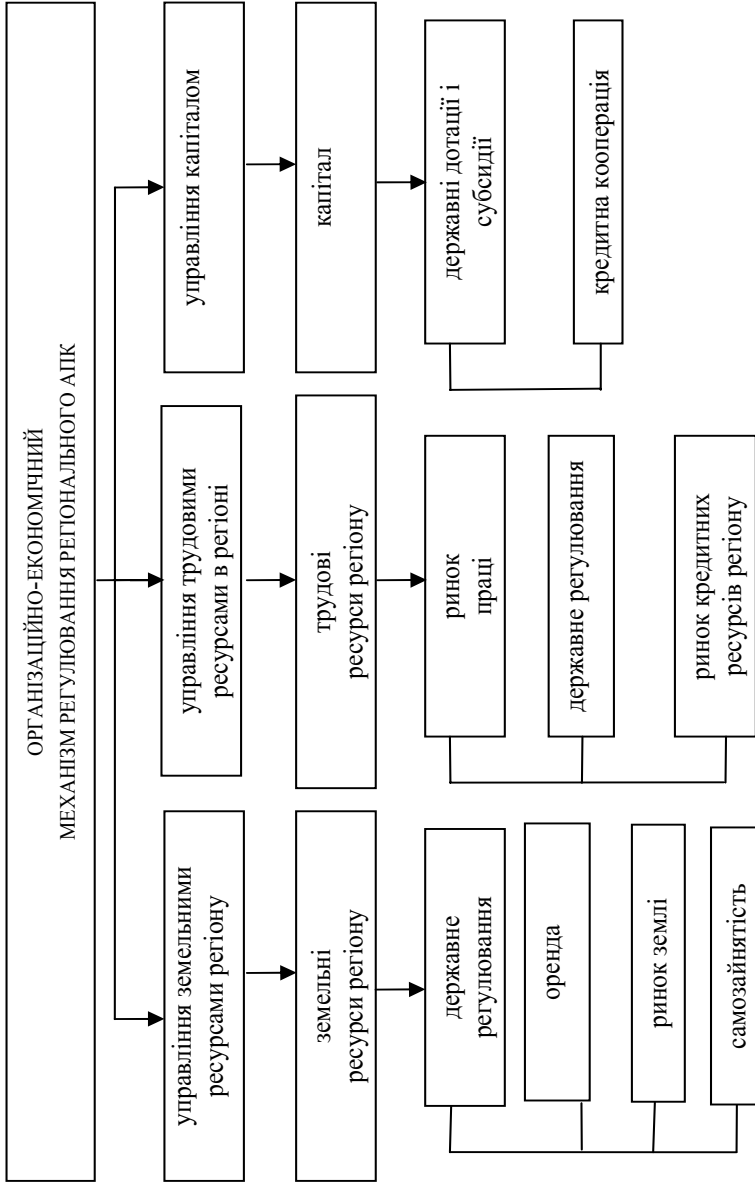 ОРГАНІЗАЦІЙНО-ЕКОНОМІЧНИЙ
МЕХАНІЗМ РЕГУЛЮВАННЯ РЕГІОНАЛЬНОГО АПК
управління земельними
ресурсами регіону
управління трудовими
ресурсами в регіоні
управління капіталом
земельні
ресурси регіону
трудові
ресурси регіону
капітал
державне
регулювання
оренда
ринок землі
самозайнятість
ринок
праці
державне регулювання
ринок кредитних
ресурсів регіону
державні дотації і
субсидії
кредитна кооперація